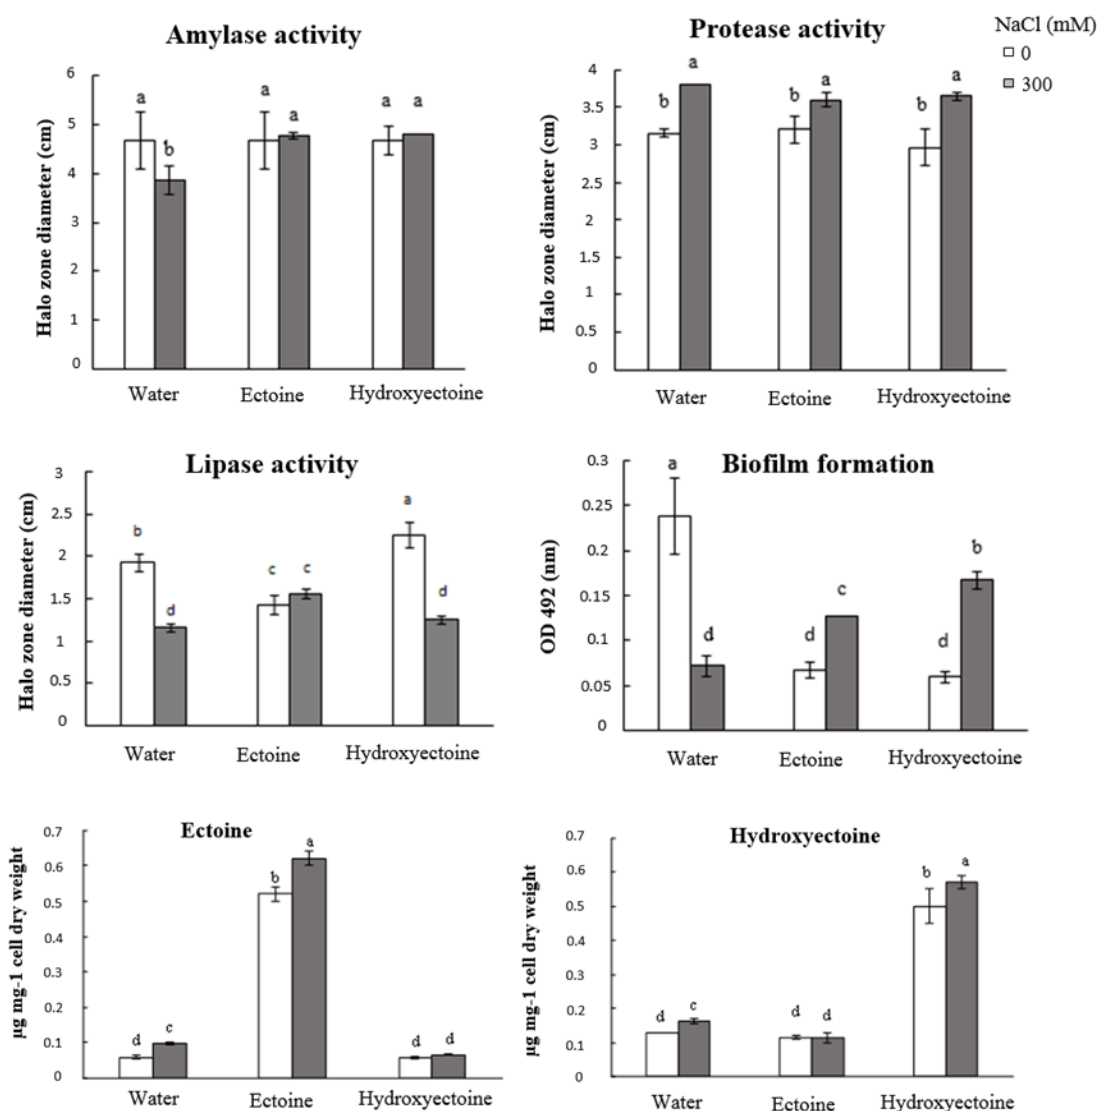 Amylase activity
Halo zone diameter (cm)
6
5
4
3
2
1
0
a
b
a
a
a
a
Water
Ectoine
Hydroxyectoine
Protease activity
NaCl (mM)
0
300
Halo zone diameter (cm)
4
3.5
3
2.5
2
1.5
1
0.5
0
b
a
b
a
b
a
Water
Ectoine
Hydroxyectoine
Lipase activity
Halo zone diameter (cm)
3
2.5
2
1.5
1
0.5
0
b
d
c
c
a
d
Water
Ectoine
Hydroxyectoine
Biofilm formation
OD 492 (nm)
0.3
0.25
0.2
0.15
0.1
0.05
0
a
d
d
c
d
b
Water
Ectoine
Hydroxyectoine
Ectoine
µg mg-1 cell dry weight
0.7
0.6
0.5
0.4
0.3
0.2
0.1
0
d
c
b
a
d
d
Water
Ectoine
Hydroxyectoine
Hydroxyectoine
µg mg-1 cell dry weight
0.7
0.6
0.5
0.4
0.3
0.2
0.1
0
d
c
d
d
b
a
Water
Ectoine
Hydroxyectoine